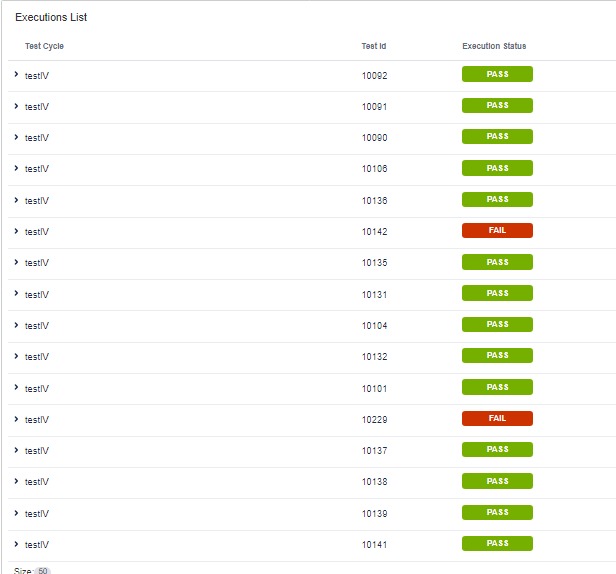 Executions List
Test Cycle Test Id Execution Status
testIV 10092 PASS
testIV 10091 PASS
testIV 10090 PASS
testIV 10106 PASS
testIV 10136 PASS
testIV 10142 FAIL
testIV 10135 PASS
testIV 10131 PASS
testIV 10104 PASS
testIV 10132 PASS
testIV 10101 PASS
testIV 10229 FAIL
testIV 10137 PASS
testIV 10138 PASS
testIV 10139 PASS
testIV 10141 PASS
Size: 50